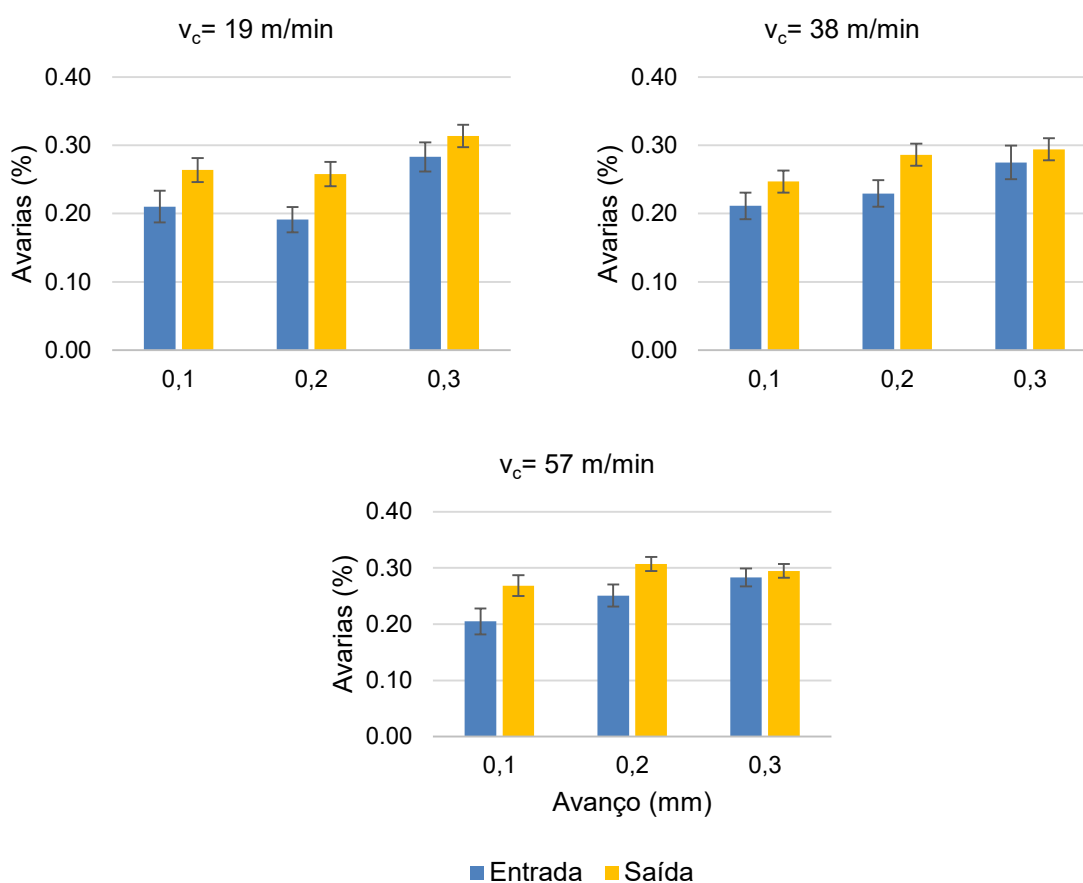 v_c= 19 m/min
Avarias (%)
0.40
0.30
0.20
0.10
0.00
0,1 0,2 0,3
v_c= 38 m/min
Avarias (%)
0.40
0.30
0.20
0.10
0.00
0,1 0,2 0,3
v_c= 57 m/min
Avarias (%)
0.40
0.30
0.20
0.10
0.00
0,1 0,2 0,3
Avanço (mm)
Entrada Saída